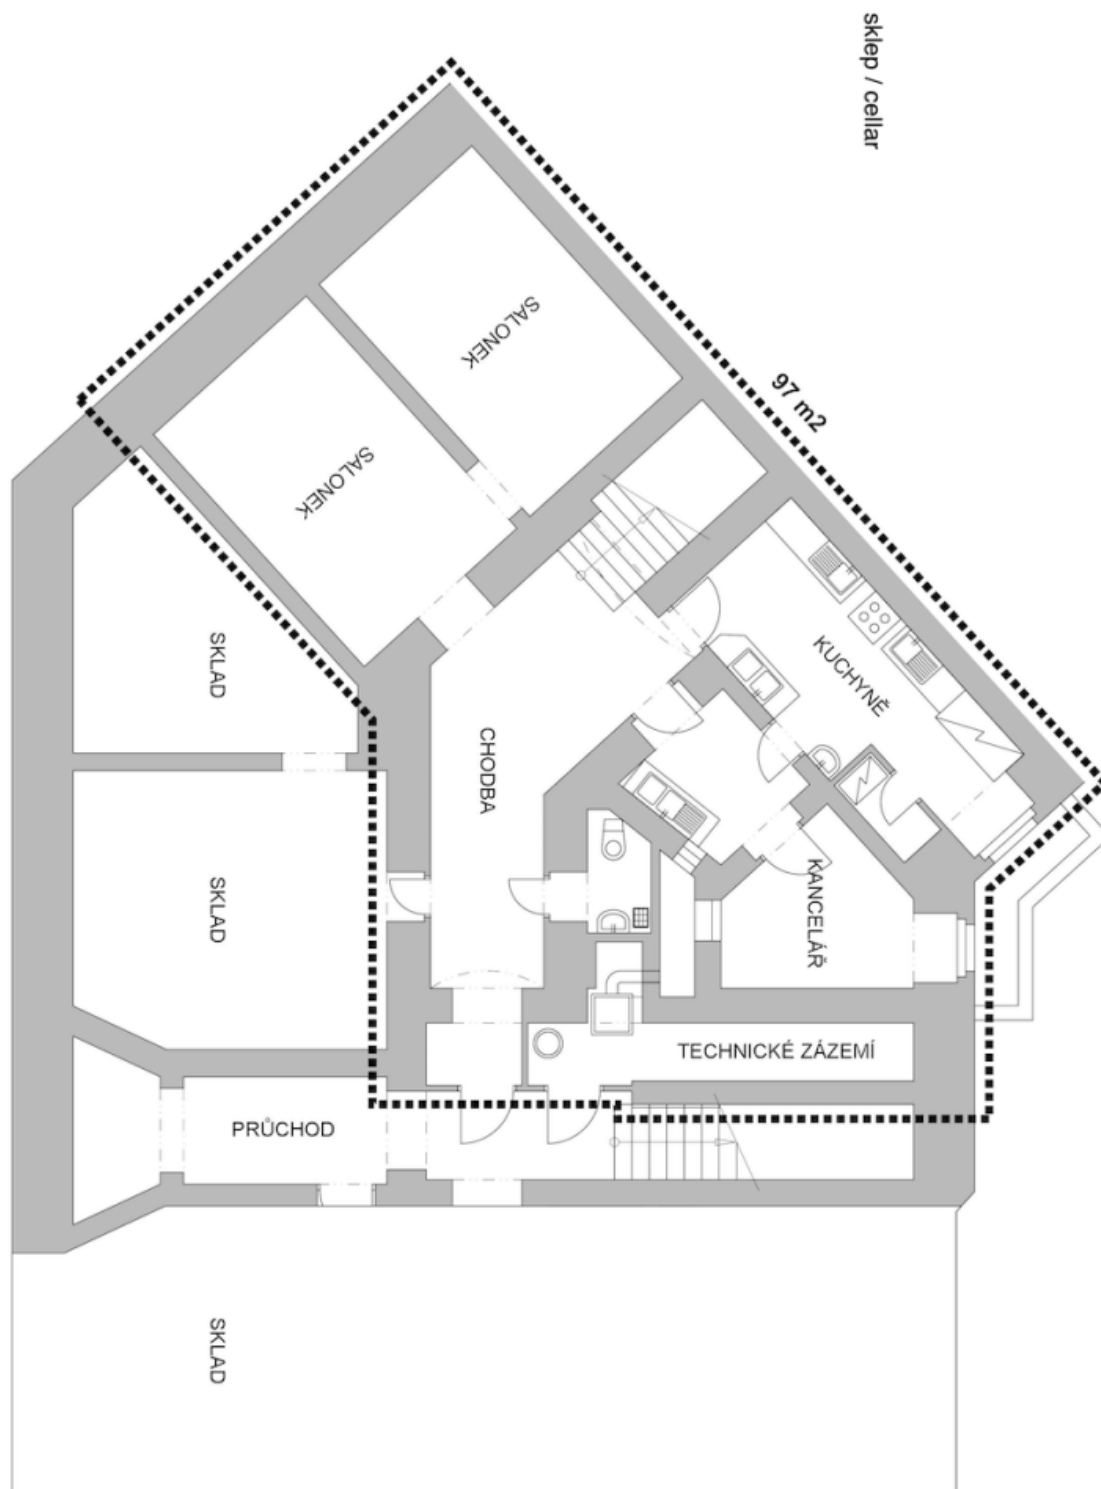 sklep / cellar
97 m2
SALONEK
SALONEK
SKLAD
KUCHYNĚ
CHODBA
SKLAD
KANCELÁŘ
TECHNICKÉ ZÁZEMÍ
PRŮCHOD
SKLAD